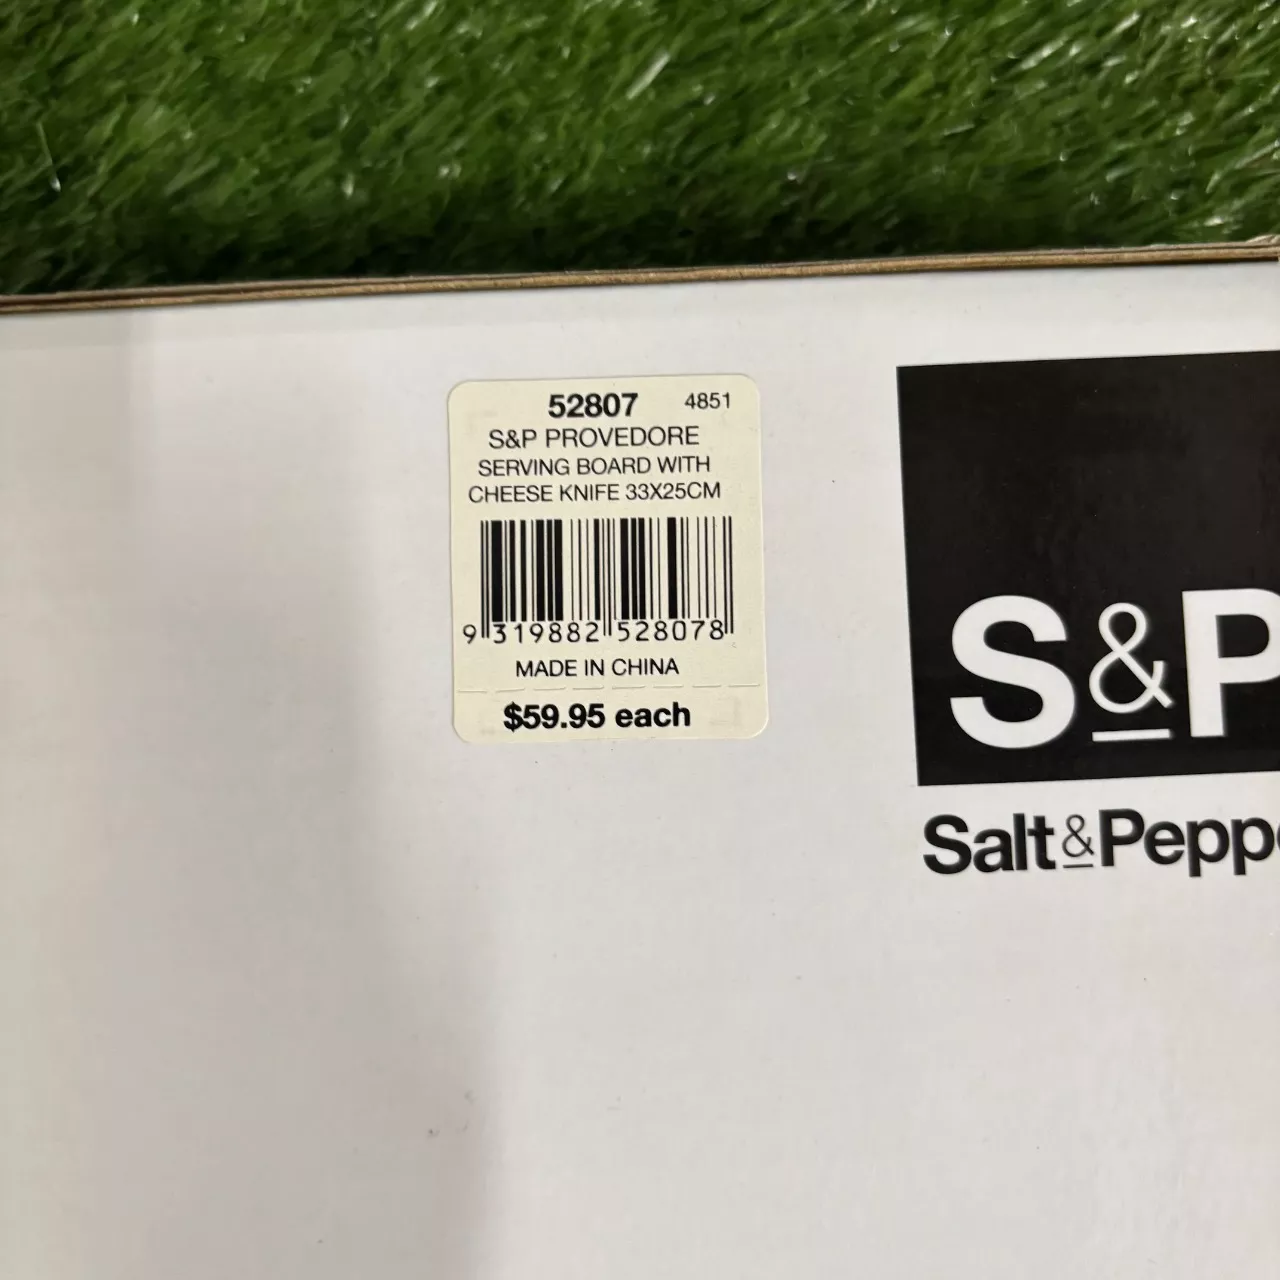 52807 4851
S&P PROVEDORE
SERVING BOARD WITH
CHEESE KNIFE 33X25CM
9 319882 528078
MADE IN CHINA
$59.95 each
S&P
Salt&Peppe